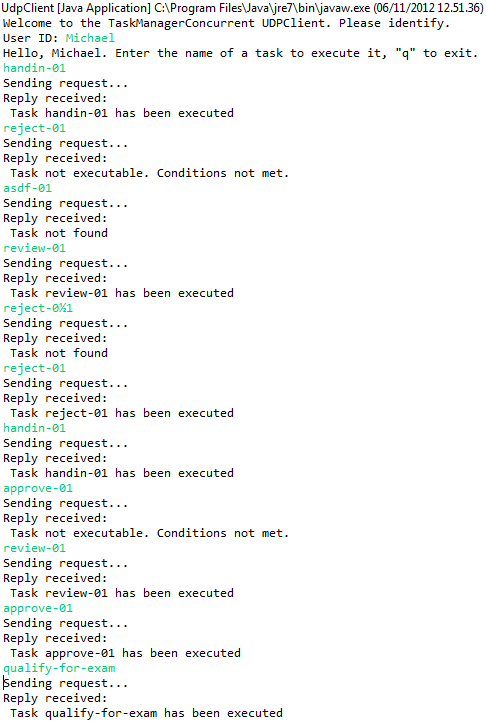 UdpClient [Java Application] C:\Program Files\Java\jre7\bin\javaw.exe (06/11/2012 12.51.36)
Welcome to the TaskManagerConcurrent UDPClient. Please identify.
User ID: Michael
Hello, Michael. Enter the name of a task to execute it, "q" to exit.
handin-01
Sending request...
Reply received:
 Task handin-01 has been executed
reject-01
Sending request...
Reply received:
 Task not executable. Conditions not met.
asdf-01
Sending request...
Reply received:
 Task not found
review-01
Sending request...
Reply received:
 Task review-01 has been executed
reject-0%1
Sending request...
Reply received:
 Task not found
reject-01
Sending request...
Reply received:
 Task reject-01 has been executed
handin-01
Sending request...
Reply received:
 Task handin-01 has been executed
approve-01
Sending request...
Reply received:
 Task not executable. Conditions not met.
review-01
Sending request...
Reply received:
 Task review-01 has been executed
approve-01
Sending request...
Reply received:
 Task approve-01 has been executed
qualify-for-exam
Sending request...
Reply received:
 Task qualify-for-exam has been executed